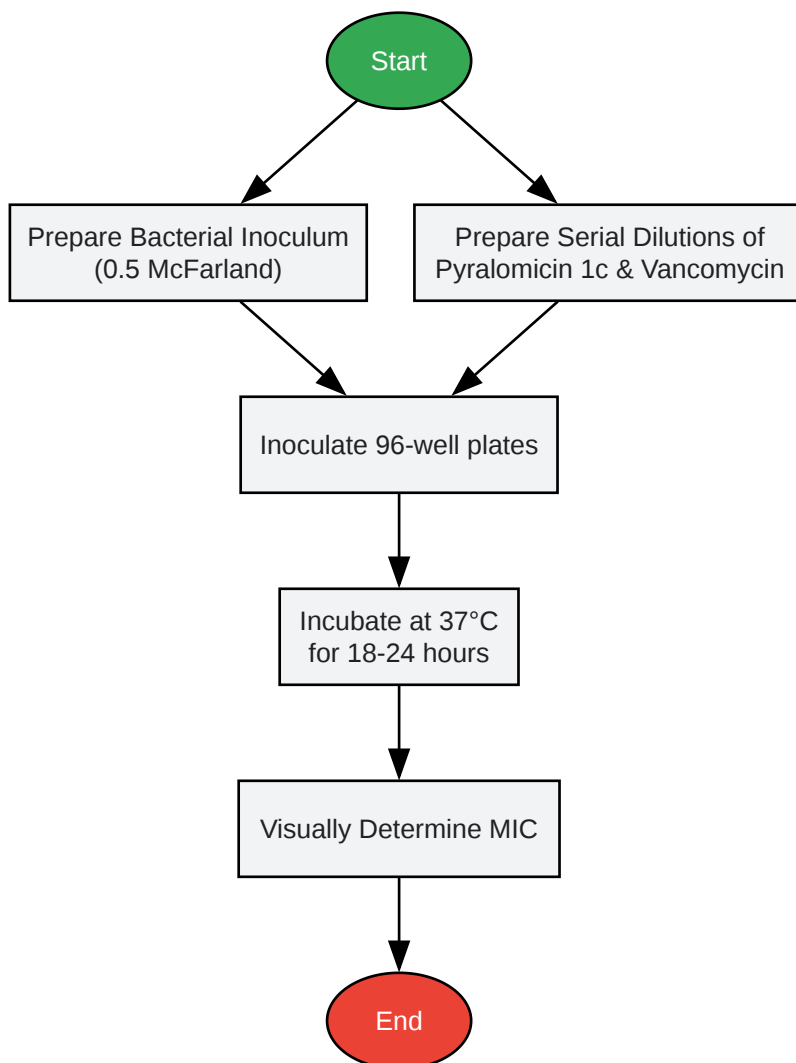 Start
Prepare Bacterial Inoculum
(0.5 McFarland)
Prepare Serial Dilutions of
Pyralomicin 1c & Vancomycin
Inoculate 96-well plates
Incubate at 37°C
for 18-24 hours
Visually Determine MIC
End